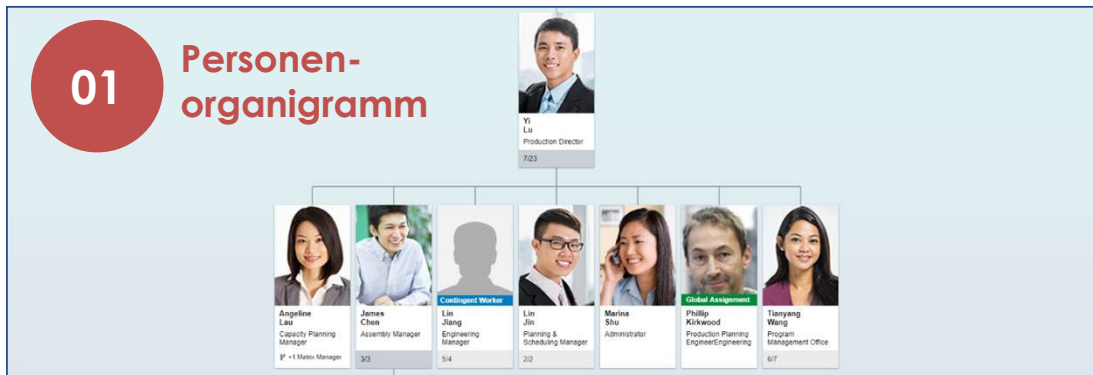 01
Personen-
organigramm
Yi
Lu
Production Director
7/23
Angeline
Lau
Capacity Planning
Manager
+1 Matrix Manager
James
Chen
Assembly Manager
3/3
Contingent Worker
Lin
Jiang
Engineering
Manager
5/4
Lin
Jin
Planning &
Scheduling Manager
2/2
Marina
Shu
Administrator
Global Assignment
Phillip
Kirkwood
Production Planning
EngineerEngineering
Tianyang
Wang
Program
Management Office
6/7